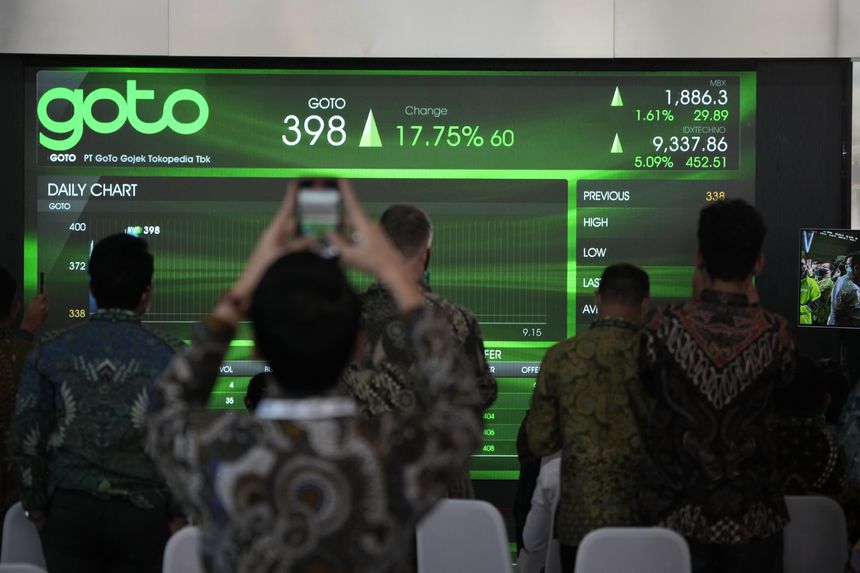 goto
GOTO PT GoTo Gojek Tokopedia Tbk
GOTO
398
Change
17.75% 60
MBX
1,886.3
1.61% 29.89
IDXTECHNO
9,337.86
5.09% 452.51
DAILY CHART
GOTO
400
398
372
338
9.15
PREVIOUS 338
HIGH
LOW
VOL
4
35
OFFE
404
406
408